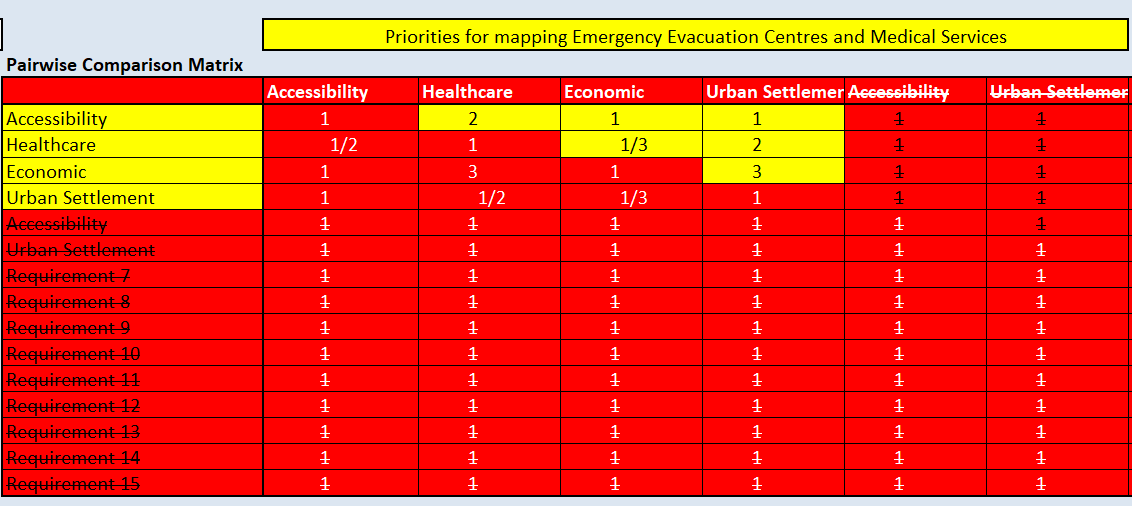 Priorities for mapping Emergency Evacuation Centres and Medical Services
Pairwise Comparison Matrix
Accessibility Healthcare Economic Urban Settlemer Accessibility Urban Settlemer
Accessibility 1 2 1 1 1 1
Healthcare 1/2 1 1/3 2 1 1
Economic 1 3 1 3 1 1
Urban Settlement 1 1/2 1/3 1 1 1
Accessibility 1 1 1 1 1 1
Urban Settlement 1 1 1 1 1 1
Requirement 7 1 1 1 1 1 1
Requirement 8 1 1 1 1 1 1
Requirement 9 1 1 1 1 1 1
Requirement 10 1 1 1 1 1 1
Requirement 11 1 1 1 1 1 1
Requirement 12 1 1 1 1 1 1
Requirement 13 1 1 1 1 1 1
Requirement 14 1 1 1 1 1 1
Requirement 15 1 1 1 1 1 1